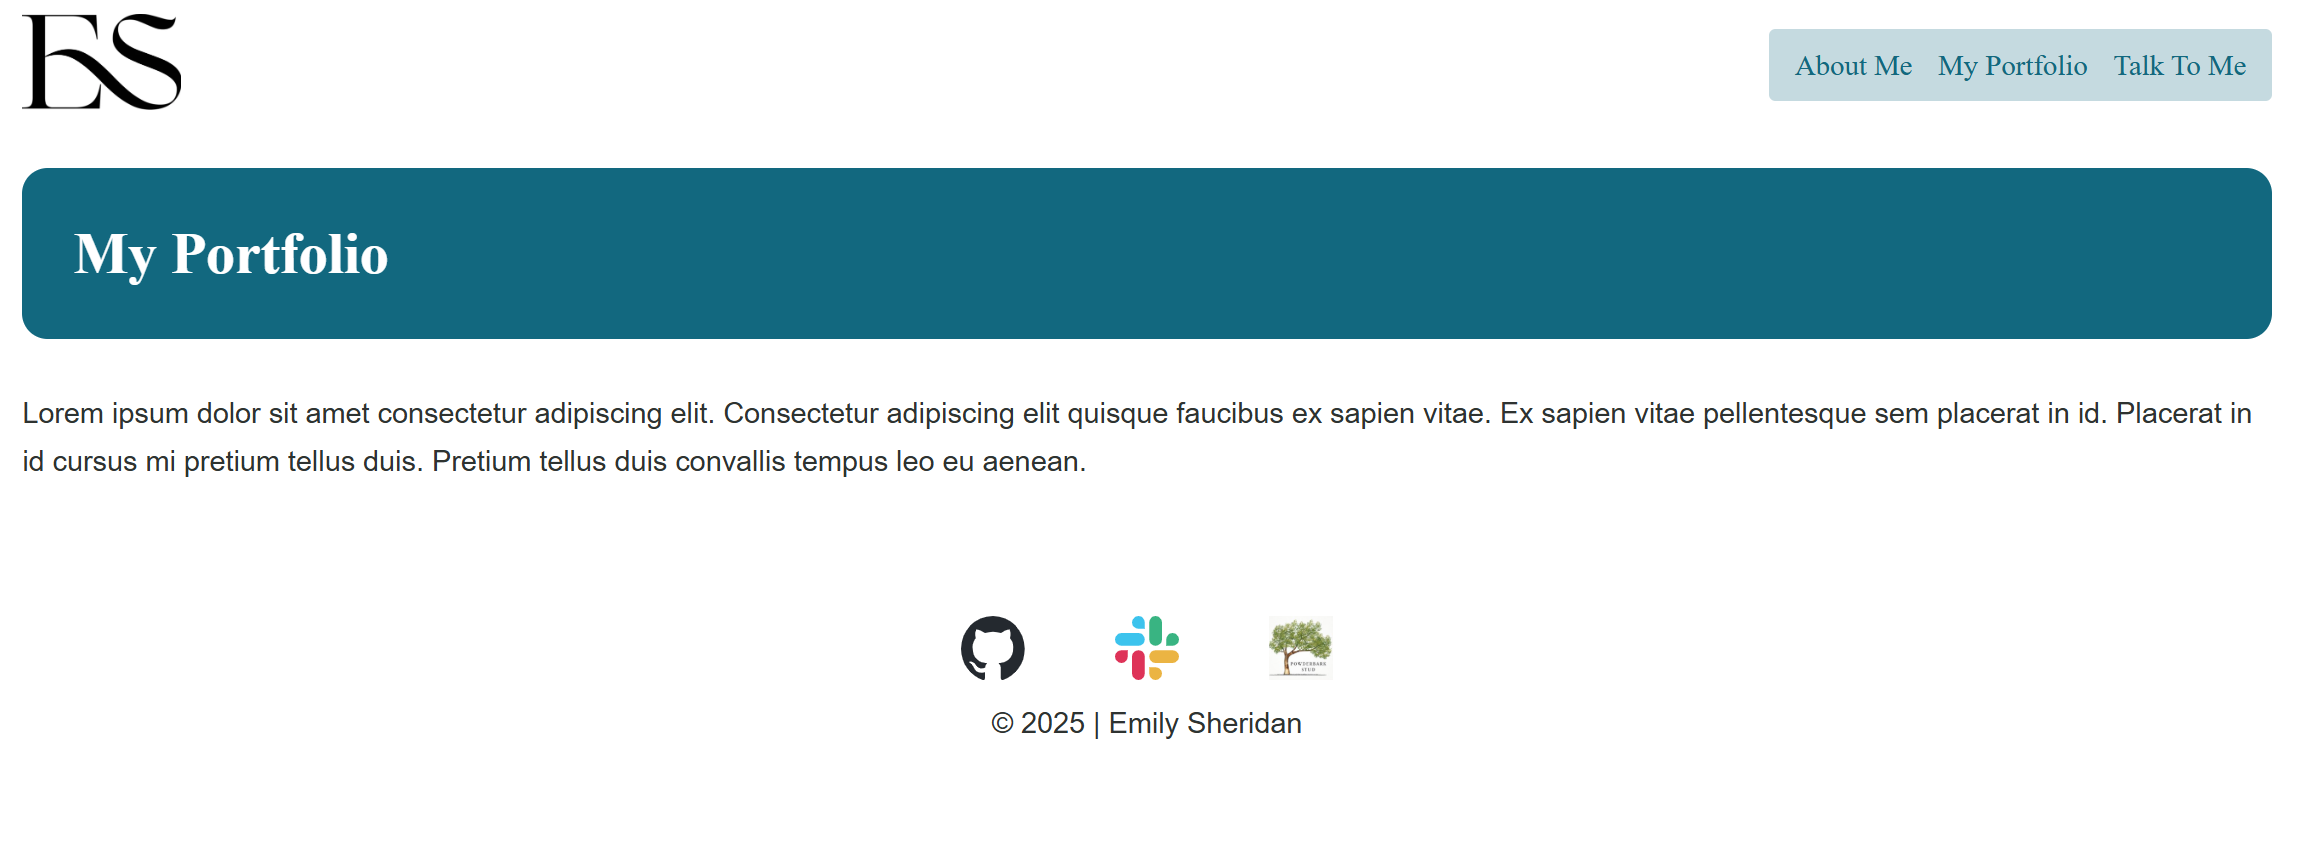 ES
About Me My Portfolio Talk To Me
My Portfolio
Lorem ipsum dolor sit amet consectetur adipiscing elit. Consectetur adipiscing elit quisque faucibus ex sapien vitae. Ex sapien vitae pellentesque sem placerat in id. Placerat in
id cursus mi pretium tellus duis. Pretium tellus duis convallis tempus leo eu aenean.
POWDERBARK
STUD
© 2025 | Emily Sheridan